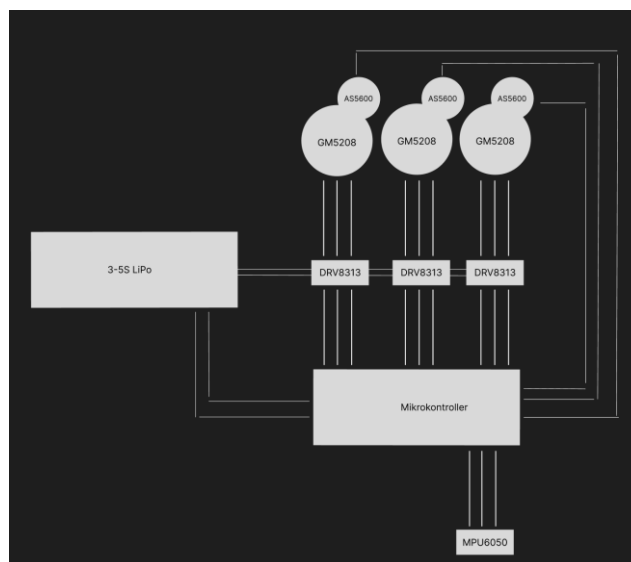 AS5600
AS5600
AS5600
GM5208
GM5208
GM5208
3-5S LiPo
DRV8313
DRV8313
DRV8313
Mikrokontroller
MPU6050